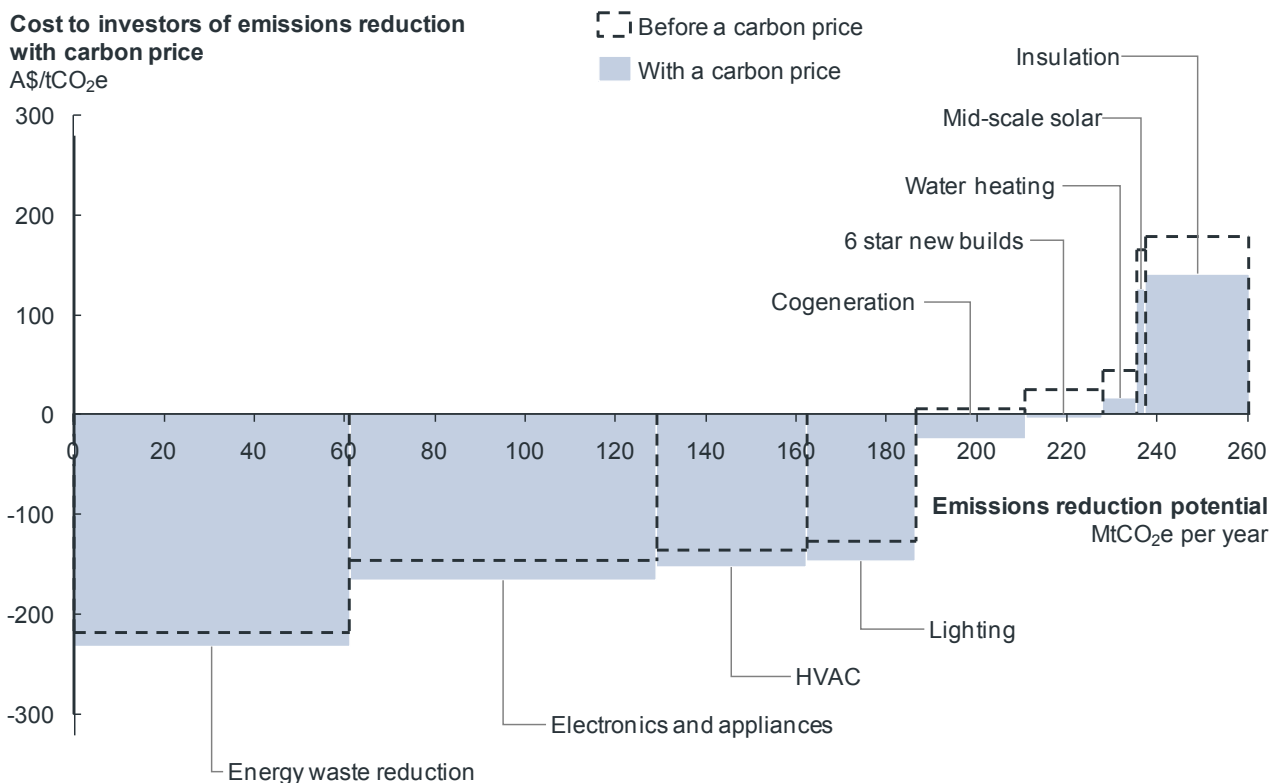 Cost to investors of emissions reduction
with carbon price
A$/tCO₂e
Before a carbon price
With a carbon price
Insulation
Mid-scale solar
Water heating
6 star new builds
Cogeneration
300
200
100
0
-100
-200
-300
0 20 40 60 80 100 120 140 160 180 200 220 240 260
Emissions reduction potential
MtCO₂e per year
Lighting
HVAC
Electronics and appliances
Energy waste reduction